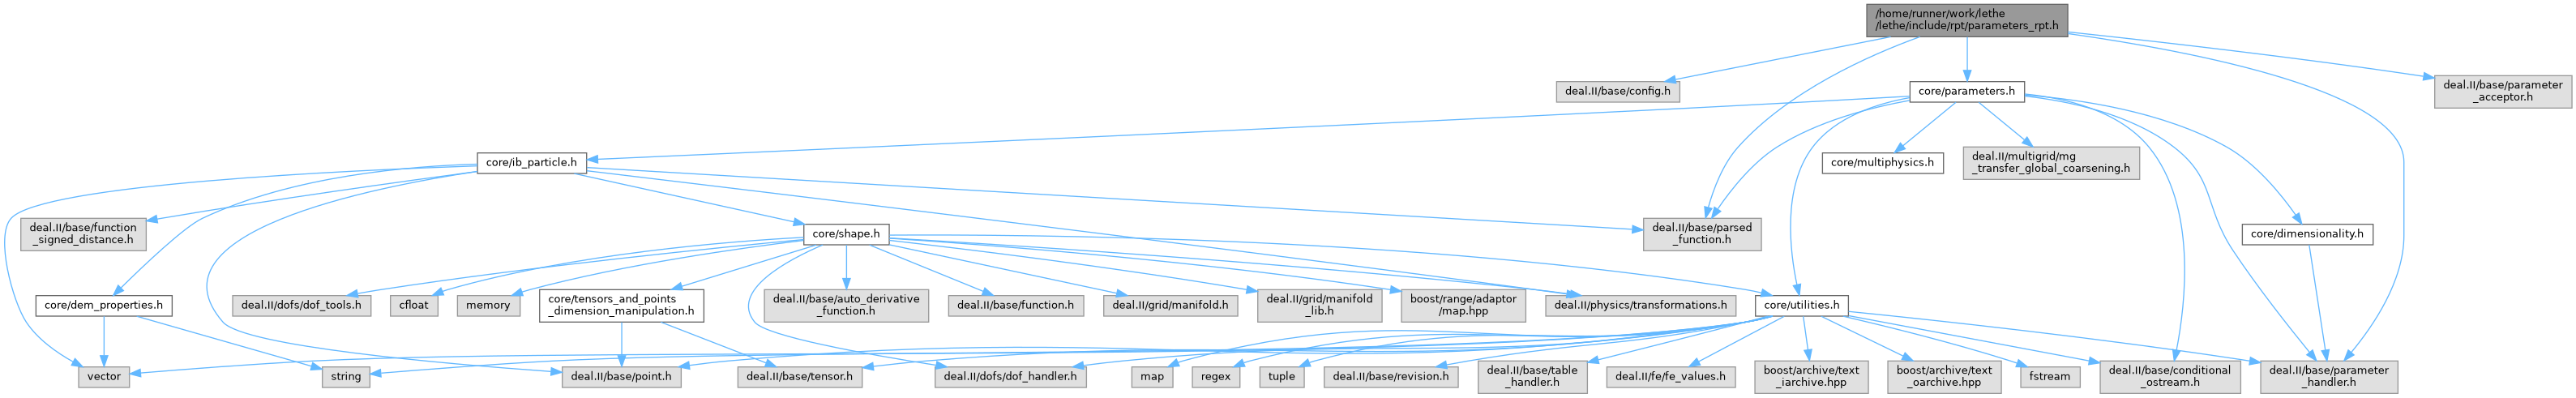 /home/runner/work/lethe
/lethe/include/rpt/parameters_rpt.h
deal.II/base/config.h
core/parameters.h
deal.II/base/parameter
_acceptor.h
core/ib_particle.h
core/multiphysics.h
deal.II/multigrid/mg
_transfer_global_coarsening.h
deal.II/base/function
_signed_distance.h
core/shape.h
deal.II/base/parsed
_function.h
core/dimensionality.h
core/dem_properties.h
deal.II/dofs/dof_tools.h
cfloat
memory
core/tensors_and_points
_dimension_manipulation.h
deal.II/base/auto_derivative
_function.h
deal.II/base/function.h
deal.II/grid/manifold.h
deal.II/grid/manifold
_lib.h
boost/range/adaptor
/map.hpp
deal.II/physics/transformations.h
core/utilities.h
vector
string
deal.II/base/point.h
deal.II/base/tensor.h
deal.II/dofs/dof_handler.h
map
regex
tuple
deal.II/base/revision.h
deal.II/base/table
_handler.h
deal.II/fe/fe_values.h
boost/archive/text
_iarchive.hpp
boost/archive/text
_oarchive.hpp
fstream
deal.II/base/conditional
_ostream.h
deal.II/base/parameter
_handler.h